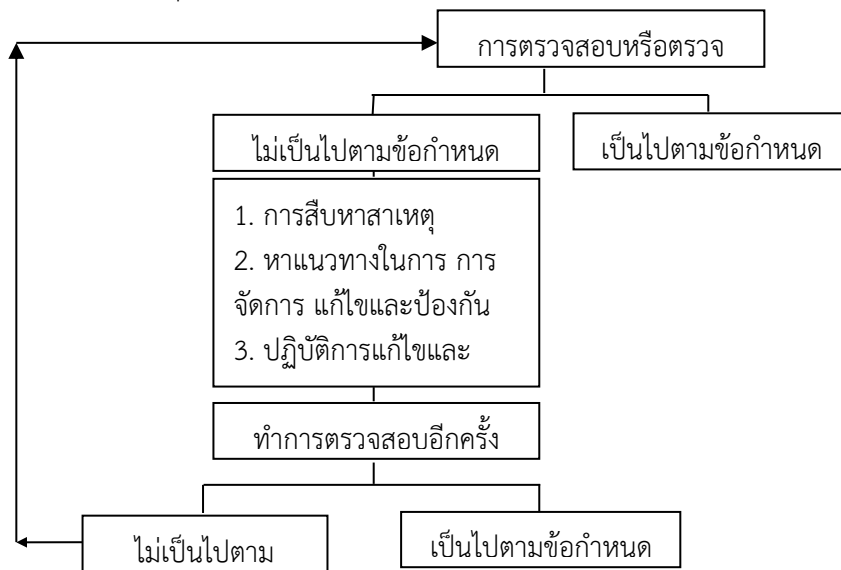 การตรวจสอบหรือตรวจ
ไม่เป็นไปตามข้อกำหนด
เป็นไปตามข้อกำหนด
1. การสืบหาสาเหตุ
2. หาแนวทางในการ การ
จัดการ แก้ไขและป้องกัน
3. ปฏิบัติการแก้ไขและ
ทำการตรวจสอบอีกครั้ง
ไม่เป็นไปตาม
เป็นไปตามข้อกำหนด